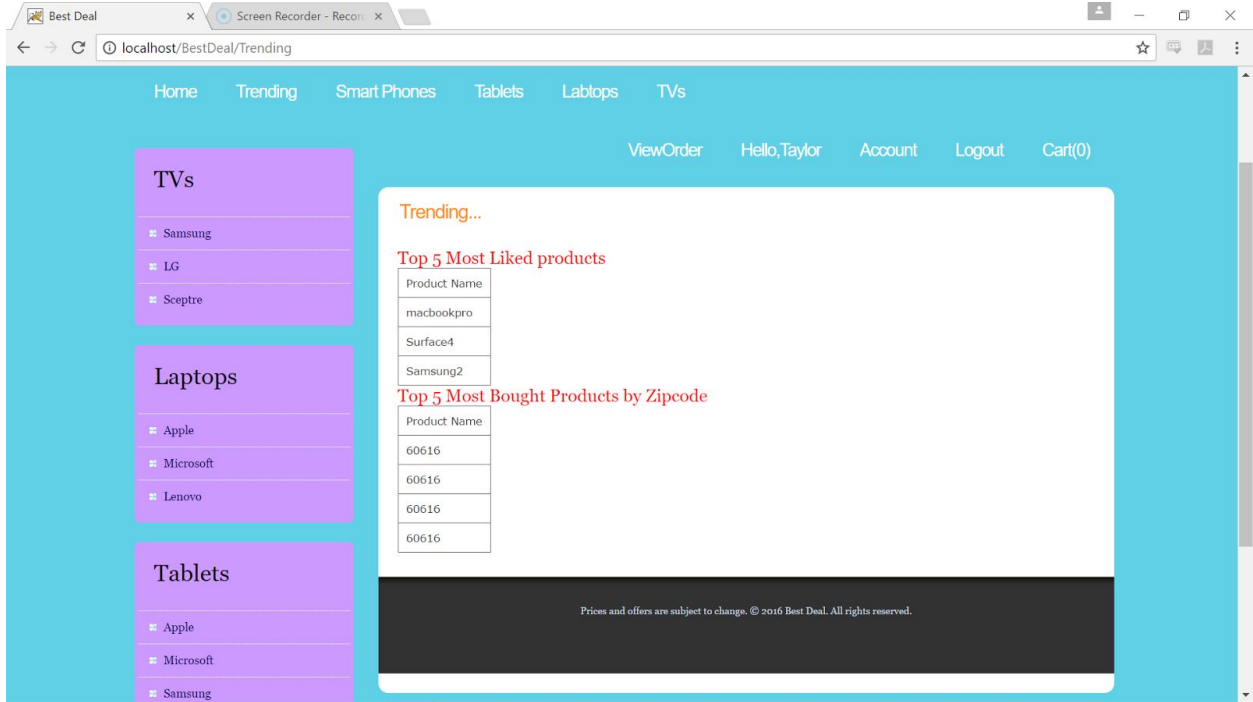 Best Deal
Screen Recorder - Record
localhost/BestDeal/Trending
Home Trending Smart Phones Tablets Labtops TVs
ViewOrder Hello,Taylor Account Logout Cart(0)
TVs
Samsung
LG
Sceptre
Laptops
Apple
Microsoft
Lenovo
Tablets
Apple
Microsoft
Samsung
Trending...
Top 5 Most Liked products
Product Name
macbookpro
Surface4
Samsung2
Top 5 Most Bought Products by Zipcode
Product Name
60616
60616
60616
60616
Prices and offers are subject to change. © 2016 Best Deal. All rights reserved.